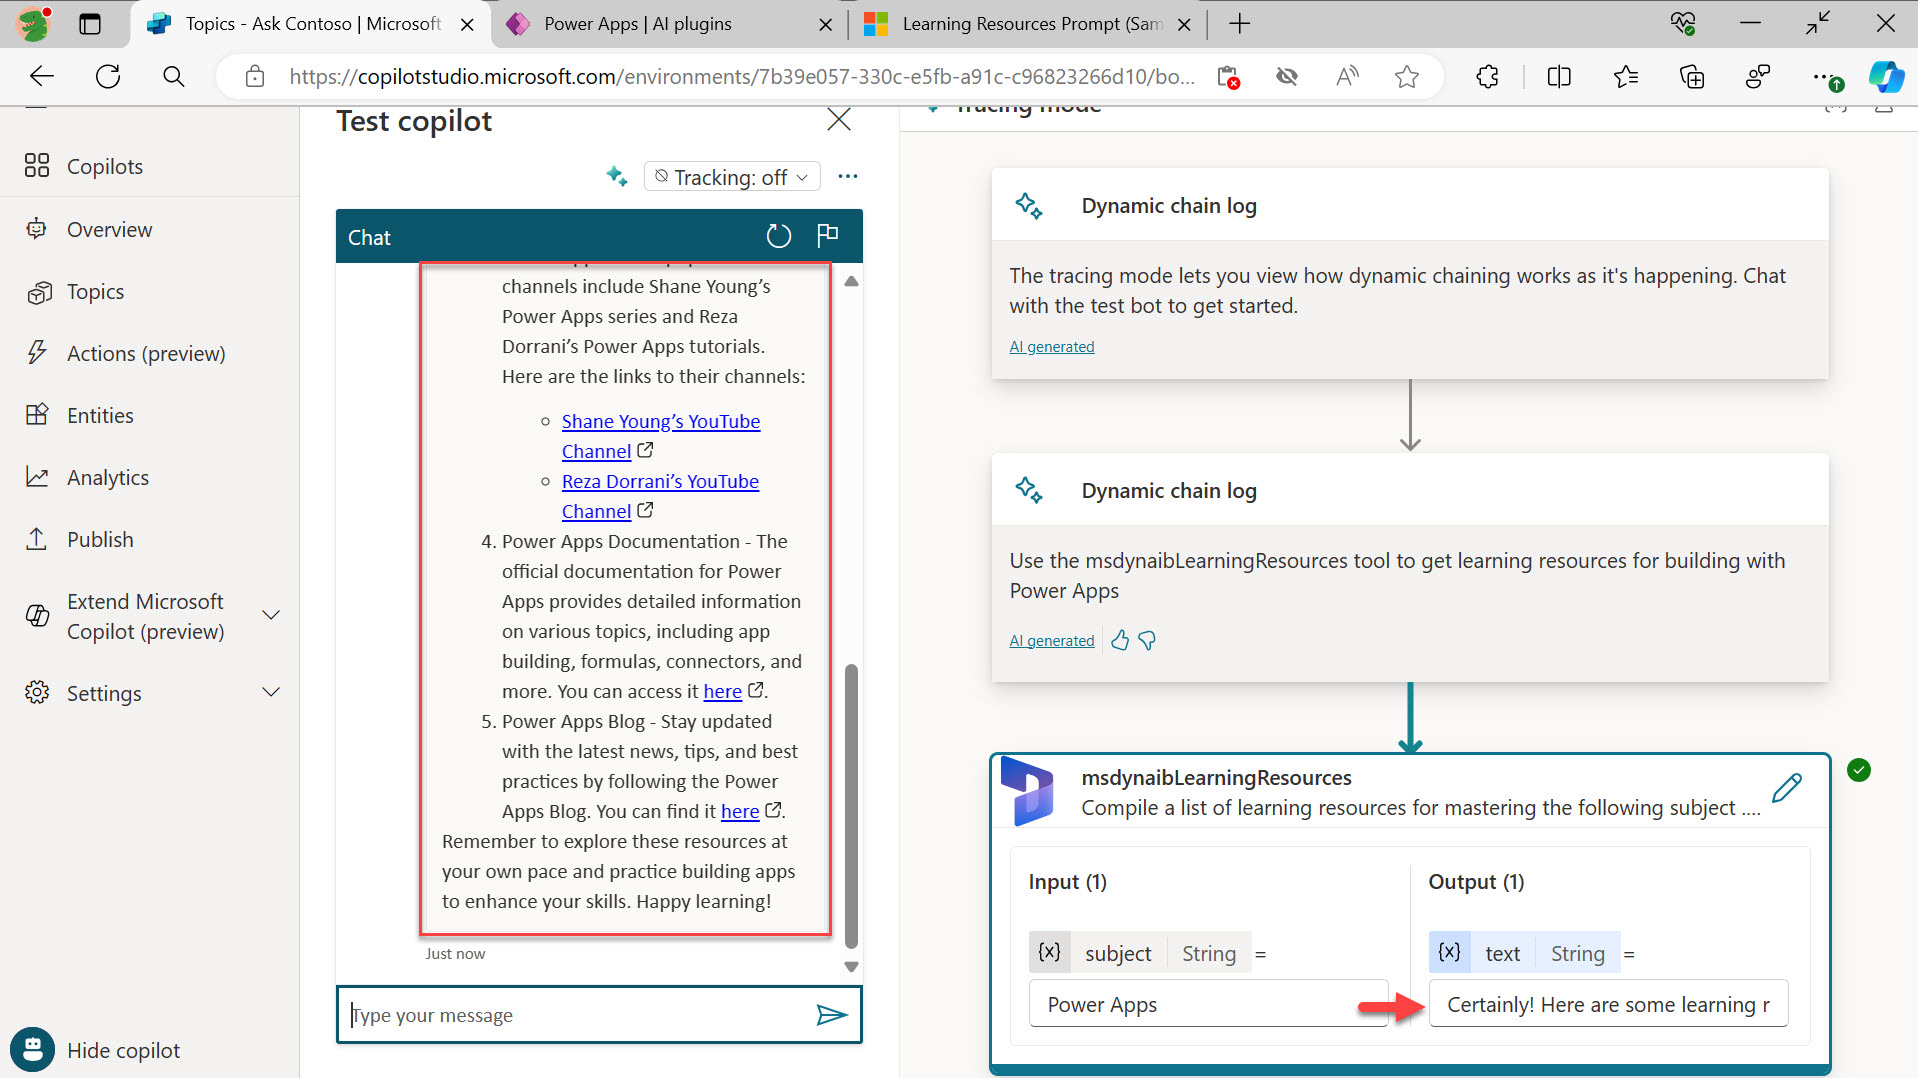 Topics - Ask Contoso | Microsoft
Power Apps | AI plugins
Learning Resources Prompt (Sam
https://copilotstudio.microsoft.com/environments/7b39e057-330c-e5fb-a91c-c96823266d10/bo...
Copilots
Overview
Topics
Actions (preview)
Entities
Analytics
Publish
Extend Microsoft
Copilot (preview)
Settings
Hide copilot
Test copilot
Tracking: off
Chat
channels include Shane Young’s
Power Apps series and Reza
Dorrani’s Power Apps tutorials.
Here are the links to their channels:
Shane Young’s YouTube
Channel
Reza Dorrani’s YouTube
Channel
4. Power Apps Documentation - The
official documentation for Power
Apps provides detailed information
on various topics, including app
building, formulas, connectors, and
more. You can access it here.
5. Power Apps Blog - Stay updated
with the latest news, tips, and best
practices by following the Power
Apps Blog. You can find it here.
Remember to explore these resources at
your own pace and practice building apps
to enhance your skills. Happy learning!
Just now
Type your message
Tracing mode
Dynamic chain log
The tracing mode lets you view how dynamic chaining works as it's happening. Chat
with the test bot to get started.
AI generated
Dynamic chain log
Use the msdynaibLearningResources tool to get learning resources for building with
Power Apps
AI generated
msdynaibLearningResources
Compile a list of learning resources for mastering the following subject ....
Input (1)
{x} subject String =
Power Apps
Output (1)
{x} text String =
Certainly! Here are some learning r